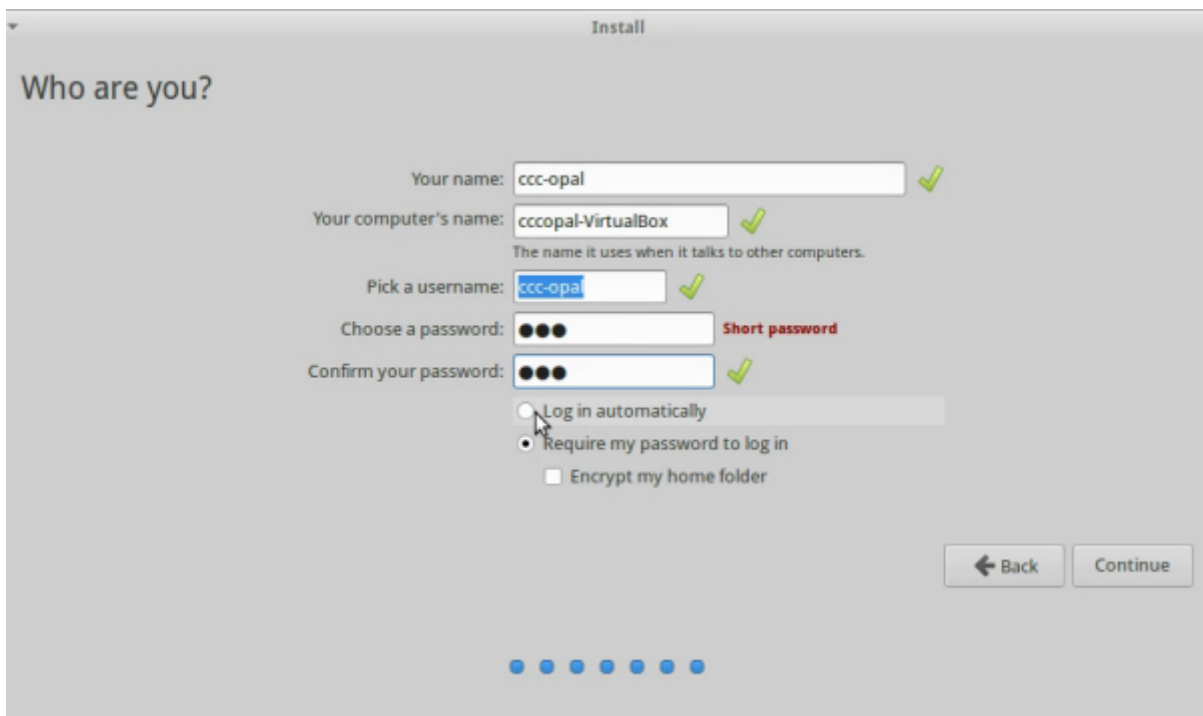 Install
Who are you?
Your name: ccc-opal
Your computer's name: cccopal-VirtualBox
The name it uses when it talks to other computers.
Pick a username: ccc-opal
Choose a password: ●●● Short password
Confirm your password: ●●●
Log in automatically
Require my password to log in
Encrypt my home folder
Back Continue